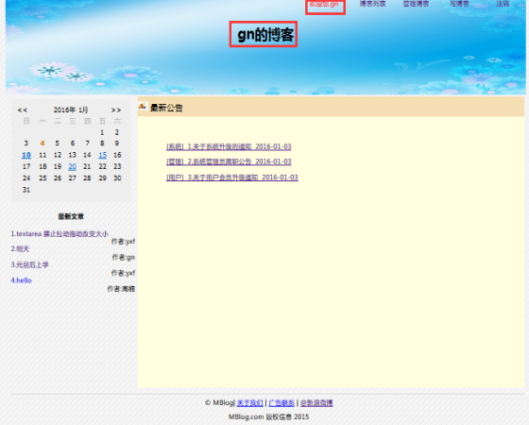 欢迎您:gn 博客列表 管理博客 写博客 注销
gn的博客
<< 2016年 1月 >>
日 一 二 三 四 五 六
1 2
3 4 5 6 7 8 9
10 11 12 13 14 15 16
17 18 19 20 21 22 23
24 25 26 27 28 29 30
31
最新文章
1.textarea 禁止拉动拖动改变大小
作者:yxf
2.明天
作者:gn
3.元旦后上学
作者:yxf
4.hello
作者:
最新公告
[系统] 1.关于系统升级的通知 2016-01-03
[管理] 2.系统管理员离职公告 2016-01-03
[用户] 3.关于用户会员升级通知 2016-01-03
© MBlog| 关于我们 | 广告联系 | @新浪微博
MBlog.com 版权信息 2015